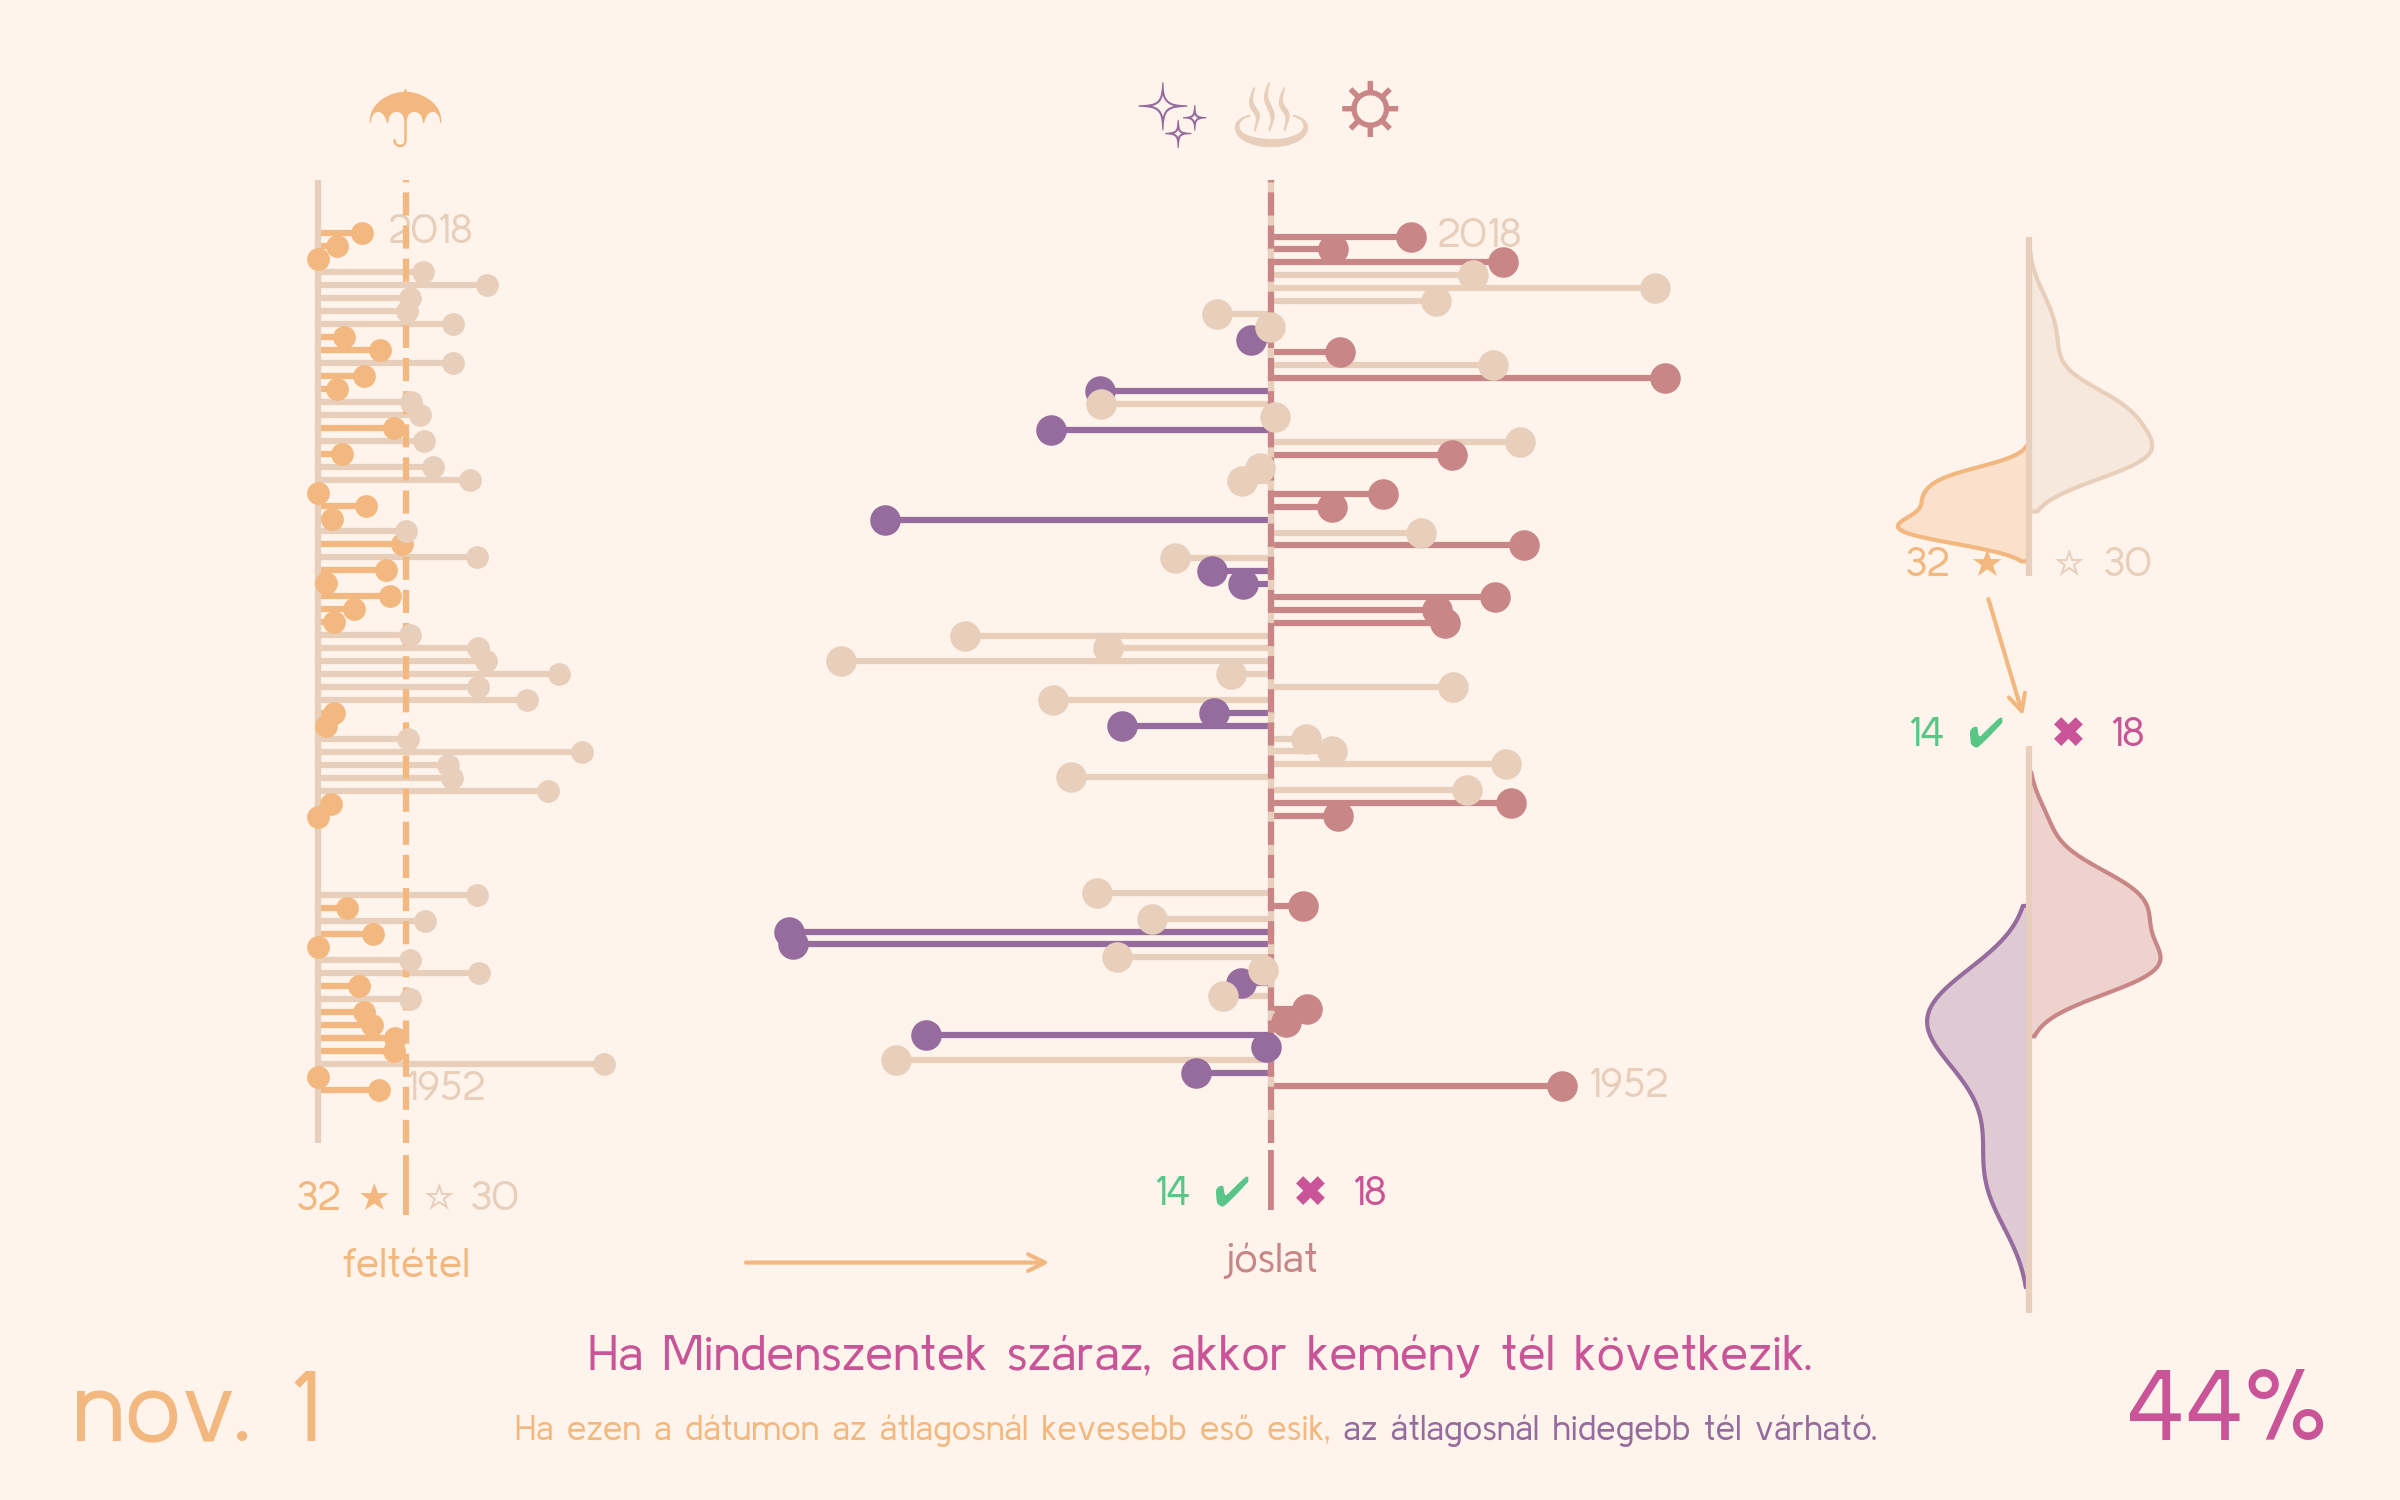 2018
2018
32 ★ ☆ 30
14 ✔ ✖ 18
1952
1952
32 ★ ☆ 30
14 ✔ ✖ 18
feltétel
jóslat
Ha Mindenszentek száraz, akkor kemény tél következik.
nov. 1
44%
Ha ezen a dátumon az átlagosnál kevesebb eső esik, az átlagosnál hidegebb tél várható.